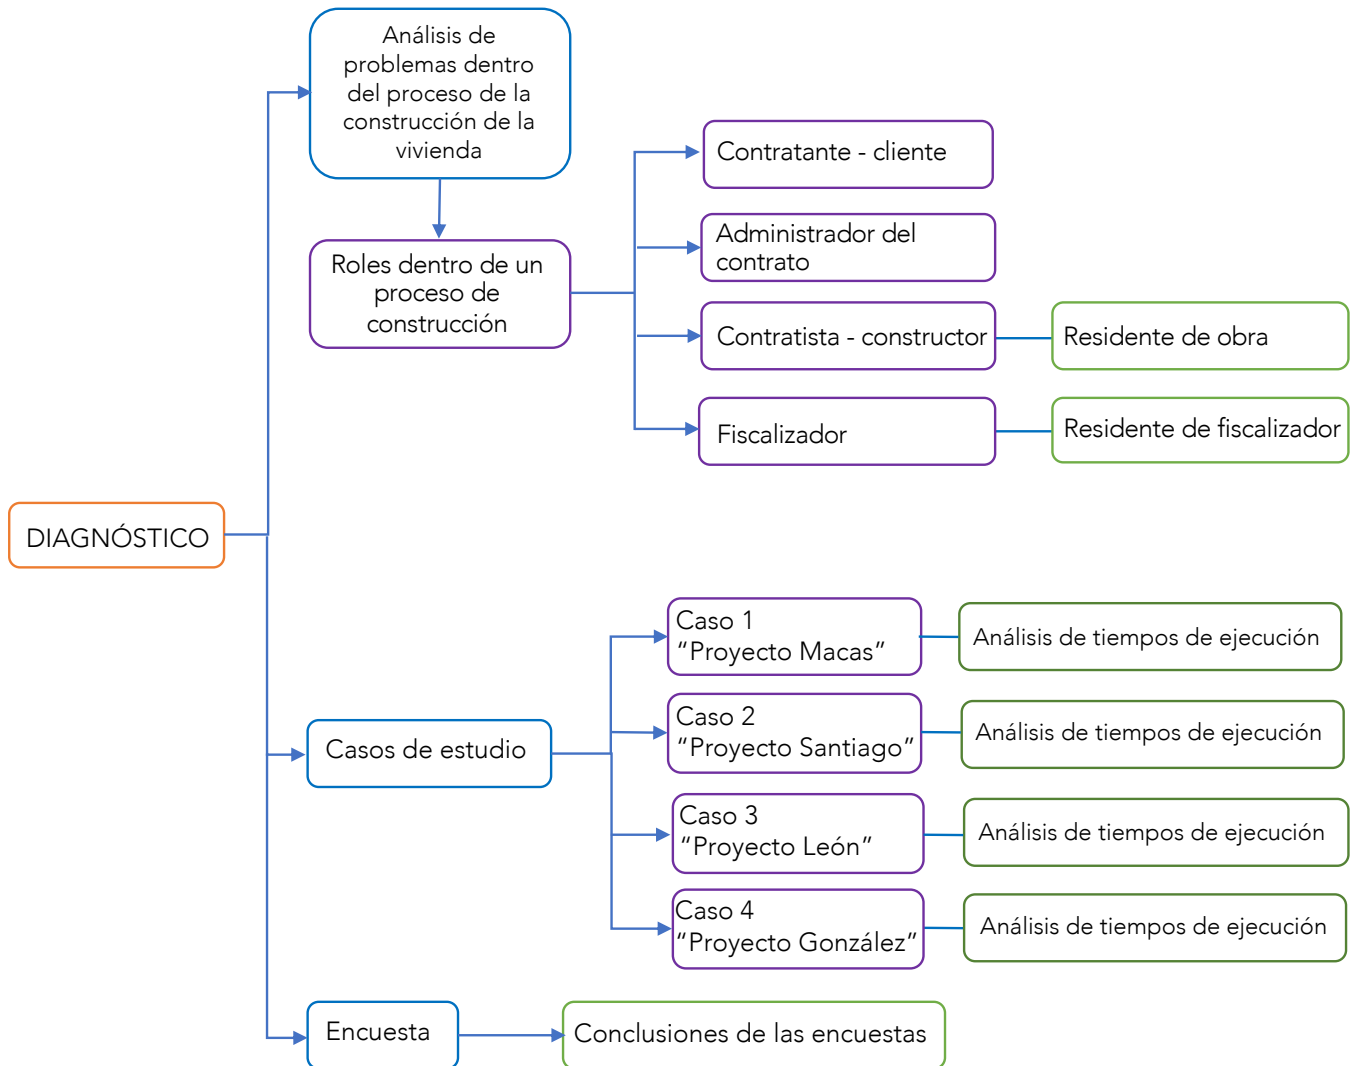 Análisis de
problemas dentro
del proceso de la
construcción de la
vivienda
Contratante - cliente
Administrador del
contrato
Roles dentro de un
proceso de
construcción
Contratista - constructor
Residente de obra
Fiscalizador
Residente de fiscalizador
DIAGNÓSTICO
Caso 1
“Proyecto Macas”
Análisis de tiempos de ejecución
Caso 2
“Proyecto Santiago”
Análisis de tiempos de ejecución
Casos de estudio
Caso 3
“Proyecto León”
Análisis de tiempos de ejecución
Caso 4
“Proyecto González”
Análisis de tiempos de ejecución
Encuesta
Conclusiones de las encuestas